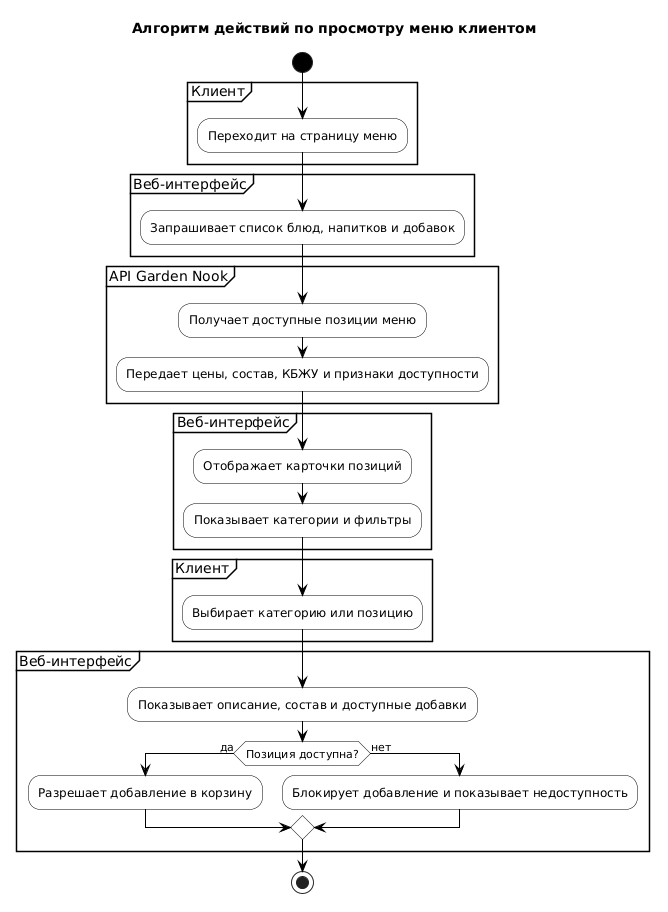 Алгоритм действий по просмотру меню клиентом
Клиент
Переходит на страницу меню
Веб-интерфейс
Запрашивает список блюд, напитков и добавок
API Garden Nook
Получает доступные позиции меню
Передает цены, состав, КБЖУ и признаки доступности
Веб-интерфейс
Отображает карточки позиций
Показывает категории и фильтры
Клиент
Выбирает категорию или позицию
Веб-интерфейс
Показывает описание, состав и доступные добавки
да
Позиция доступна?
нет
Разрешает добавление в корзину
Блокирует добавление и показывает недоступность